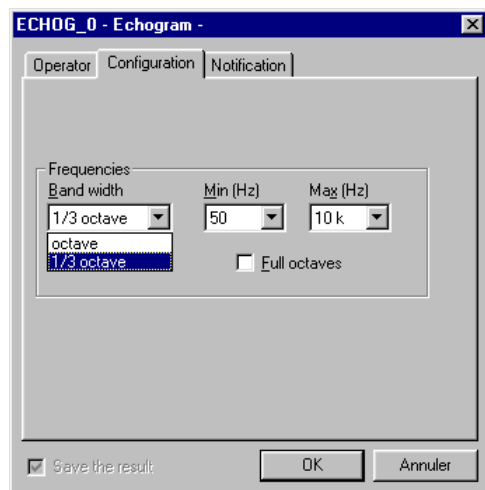 ECHOG_0 - Echogram -
Operator Configuration Notification
Frequencies
Band width Min (Hz) Max (Hz)
1/3 octave 50 10 k
octave
1/3 octave Full octaves
Save the result OK Annuler